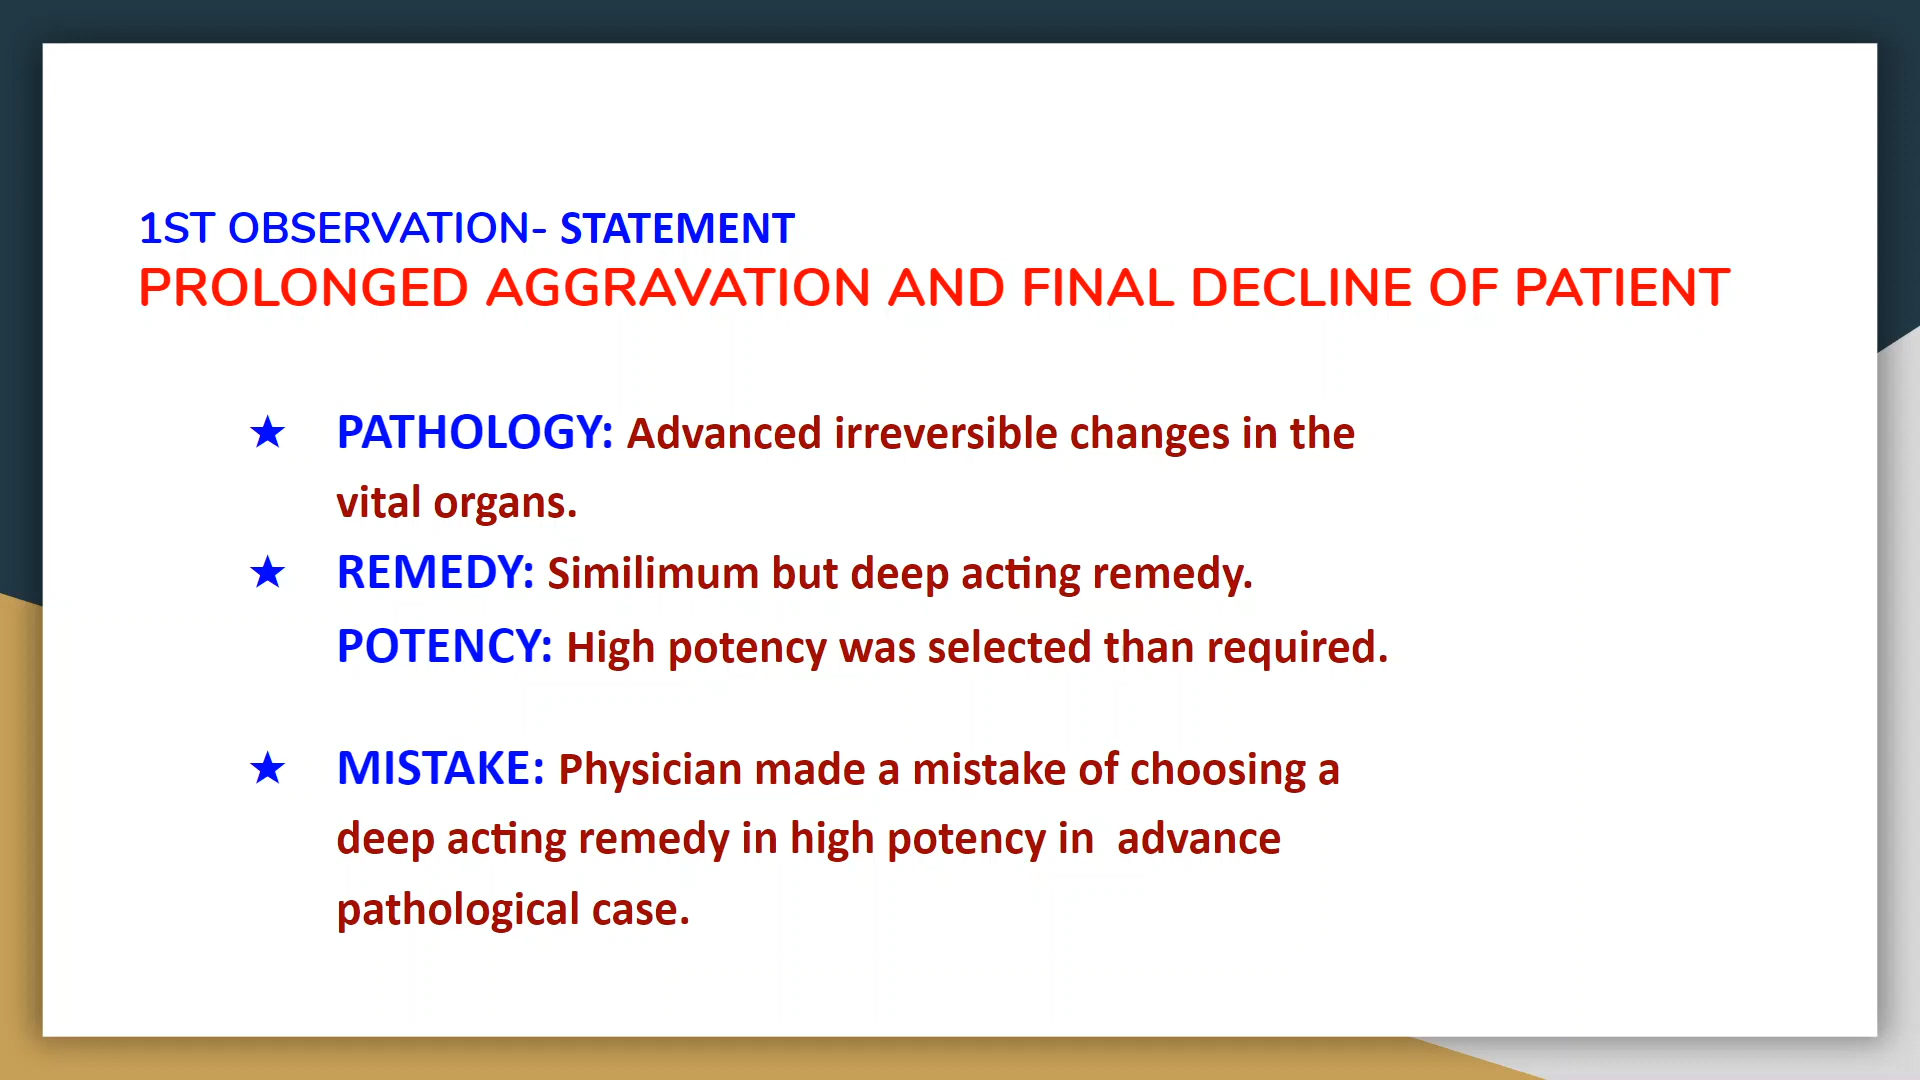 1ST OBSERVATION- STATEMENT
PROLONGED AGGRAVATION AND FINAL DECLINE OF PATIENT
★ PATHOLOGY: Advanced irreversible changes in the
vital organs.
★ REMEDY: Similimum but deep acting remedy.
POTENCY: High potency was selected than required.
★ MISTAKE: Physician made a mistake of choosing a
deep acting remedy in high potency in  advance
pathological case.